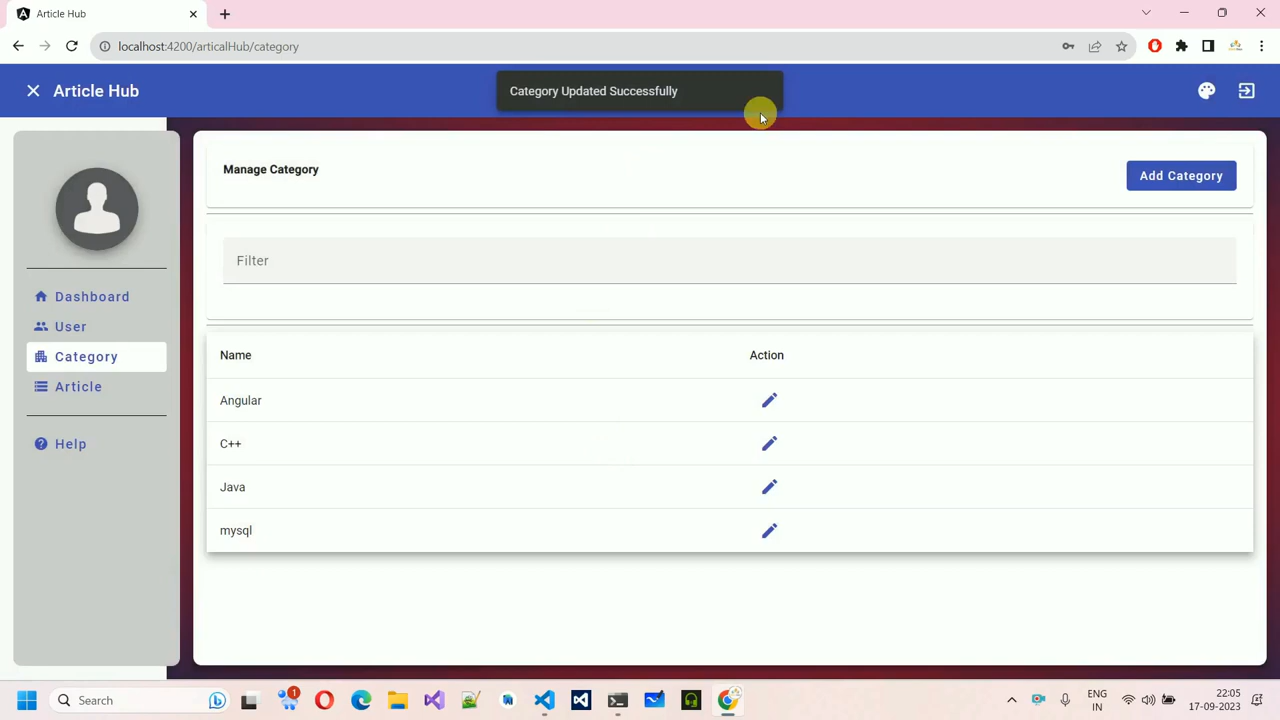 Article Hub
localhost:4200/articalHub/category
Article Hub
Category Updated Successfully
Manage Category
Add Category
Filter
Dashboard
User
Category
Article
Help
Name Action
Angular
C++
Java
mysql
Search
1
ENG
IN
22:05
17-09-2023